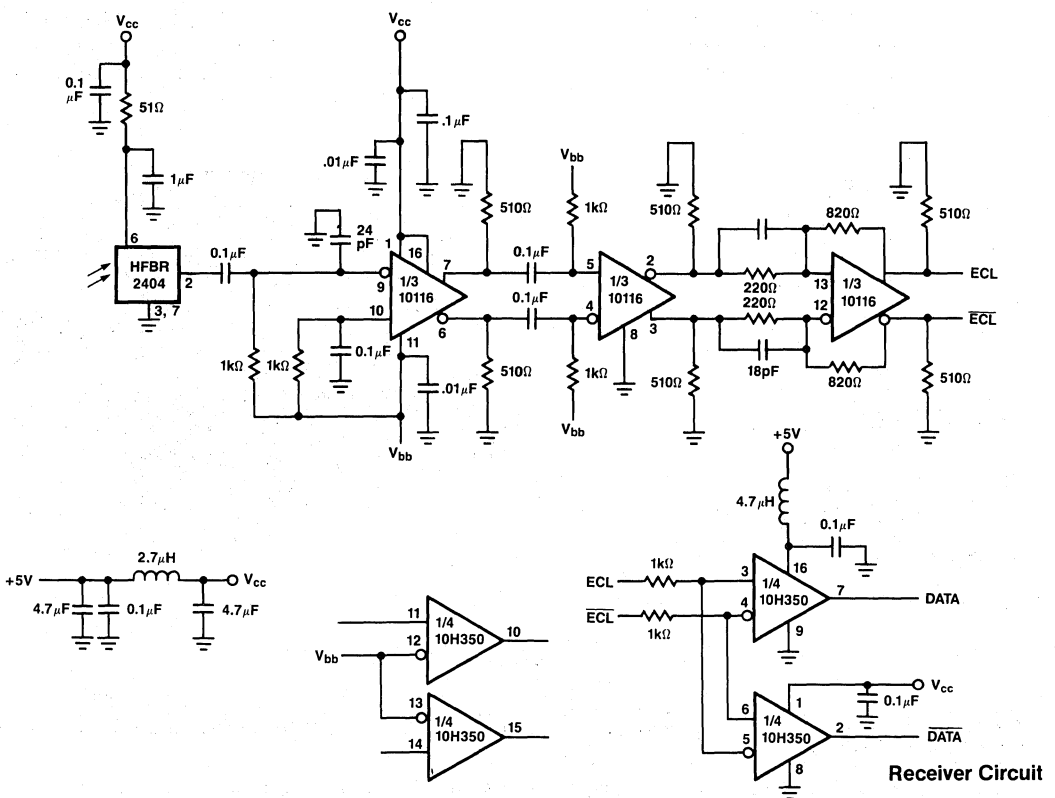 Vcc
0.1
μF
51Ω
1μF
6
HFBR
2404
2
3, 7
0.1μF
1kΩ
1kΩ
24
pF
Vcc
.1μF
.01μF
1
16
9
1/3
10116
10
11
7
6
0.1μF
.01μF
Vbb
510Ω
510Ω
0.1μF
0.1μF
Vbb
1kΩ
5
4
1/3
10116
2
3
8
1kΩ
Vbb
510Ω
510Ω
220Ω
220Ω
18pF
820Ω
13
12
1/3
10116
820Ω
510Ω
510Ω
ECL
ECL
+5V
2.7μH
Vcc
4.7μF
0.1μF
4.7μF
11
1/4
10H350
12
10
Vbb
13
1/4
10H350
14
15
+5V
4.7μH
0.1μF
ECL
1kΩ
ECL
1kΩ
3
4
16
1/4
10H350
9
7
DATA
Vcc
0.1μF
6
5
1
1/4
10H350
8
2
DATA
Receiver Circuit